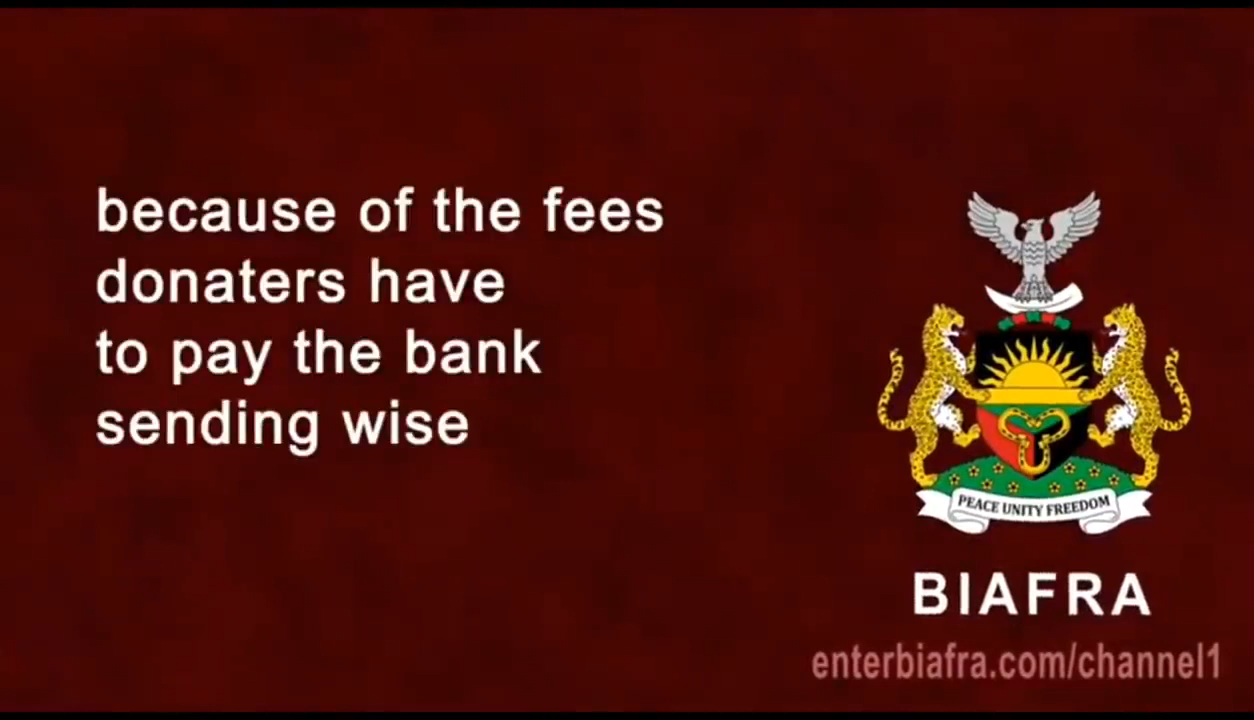 because of the fees
donaters have
to pay the bank
sending wise
PEACE UNITY FREEDOM
BIAFRA
enterbiafra.com/channel1